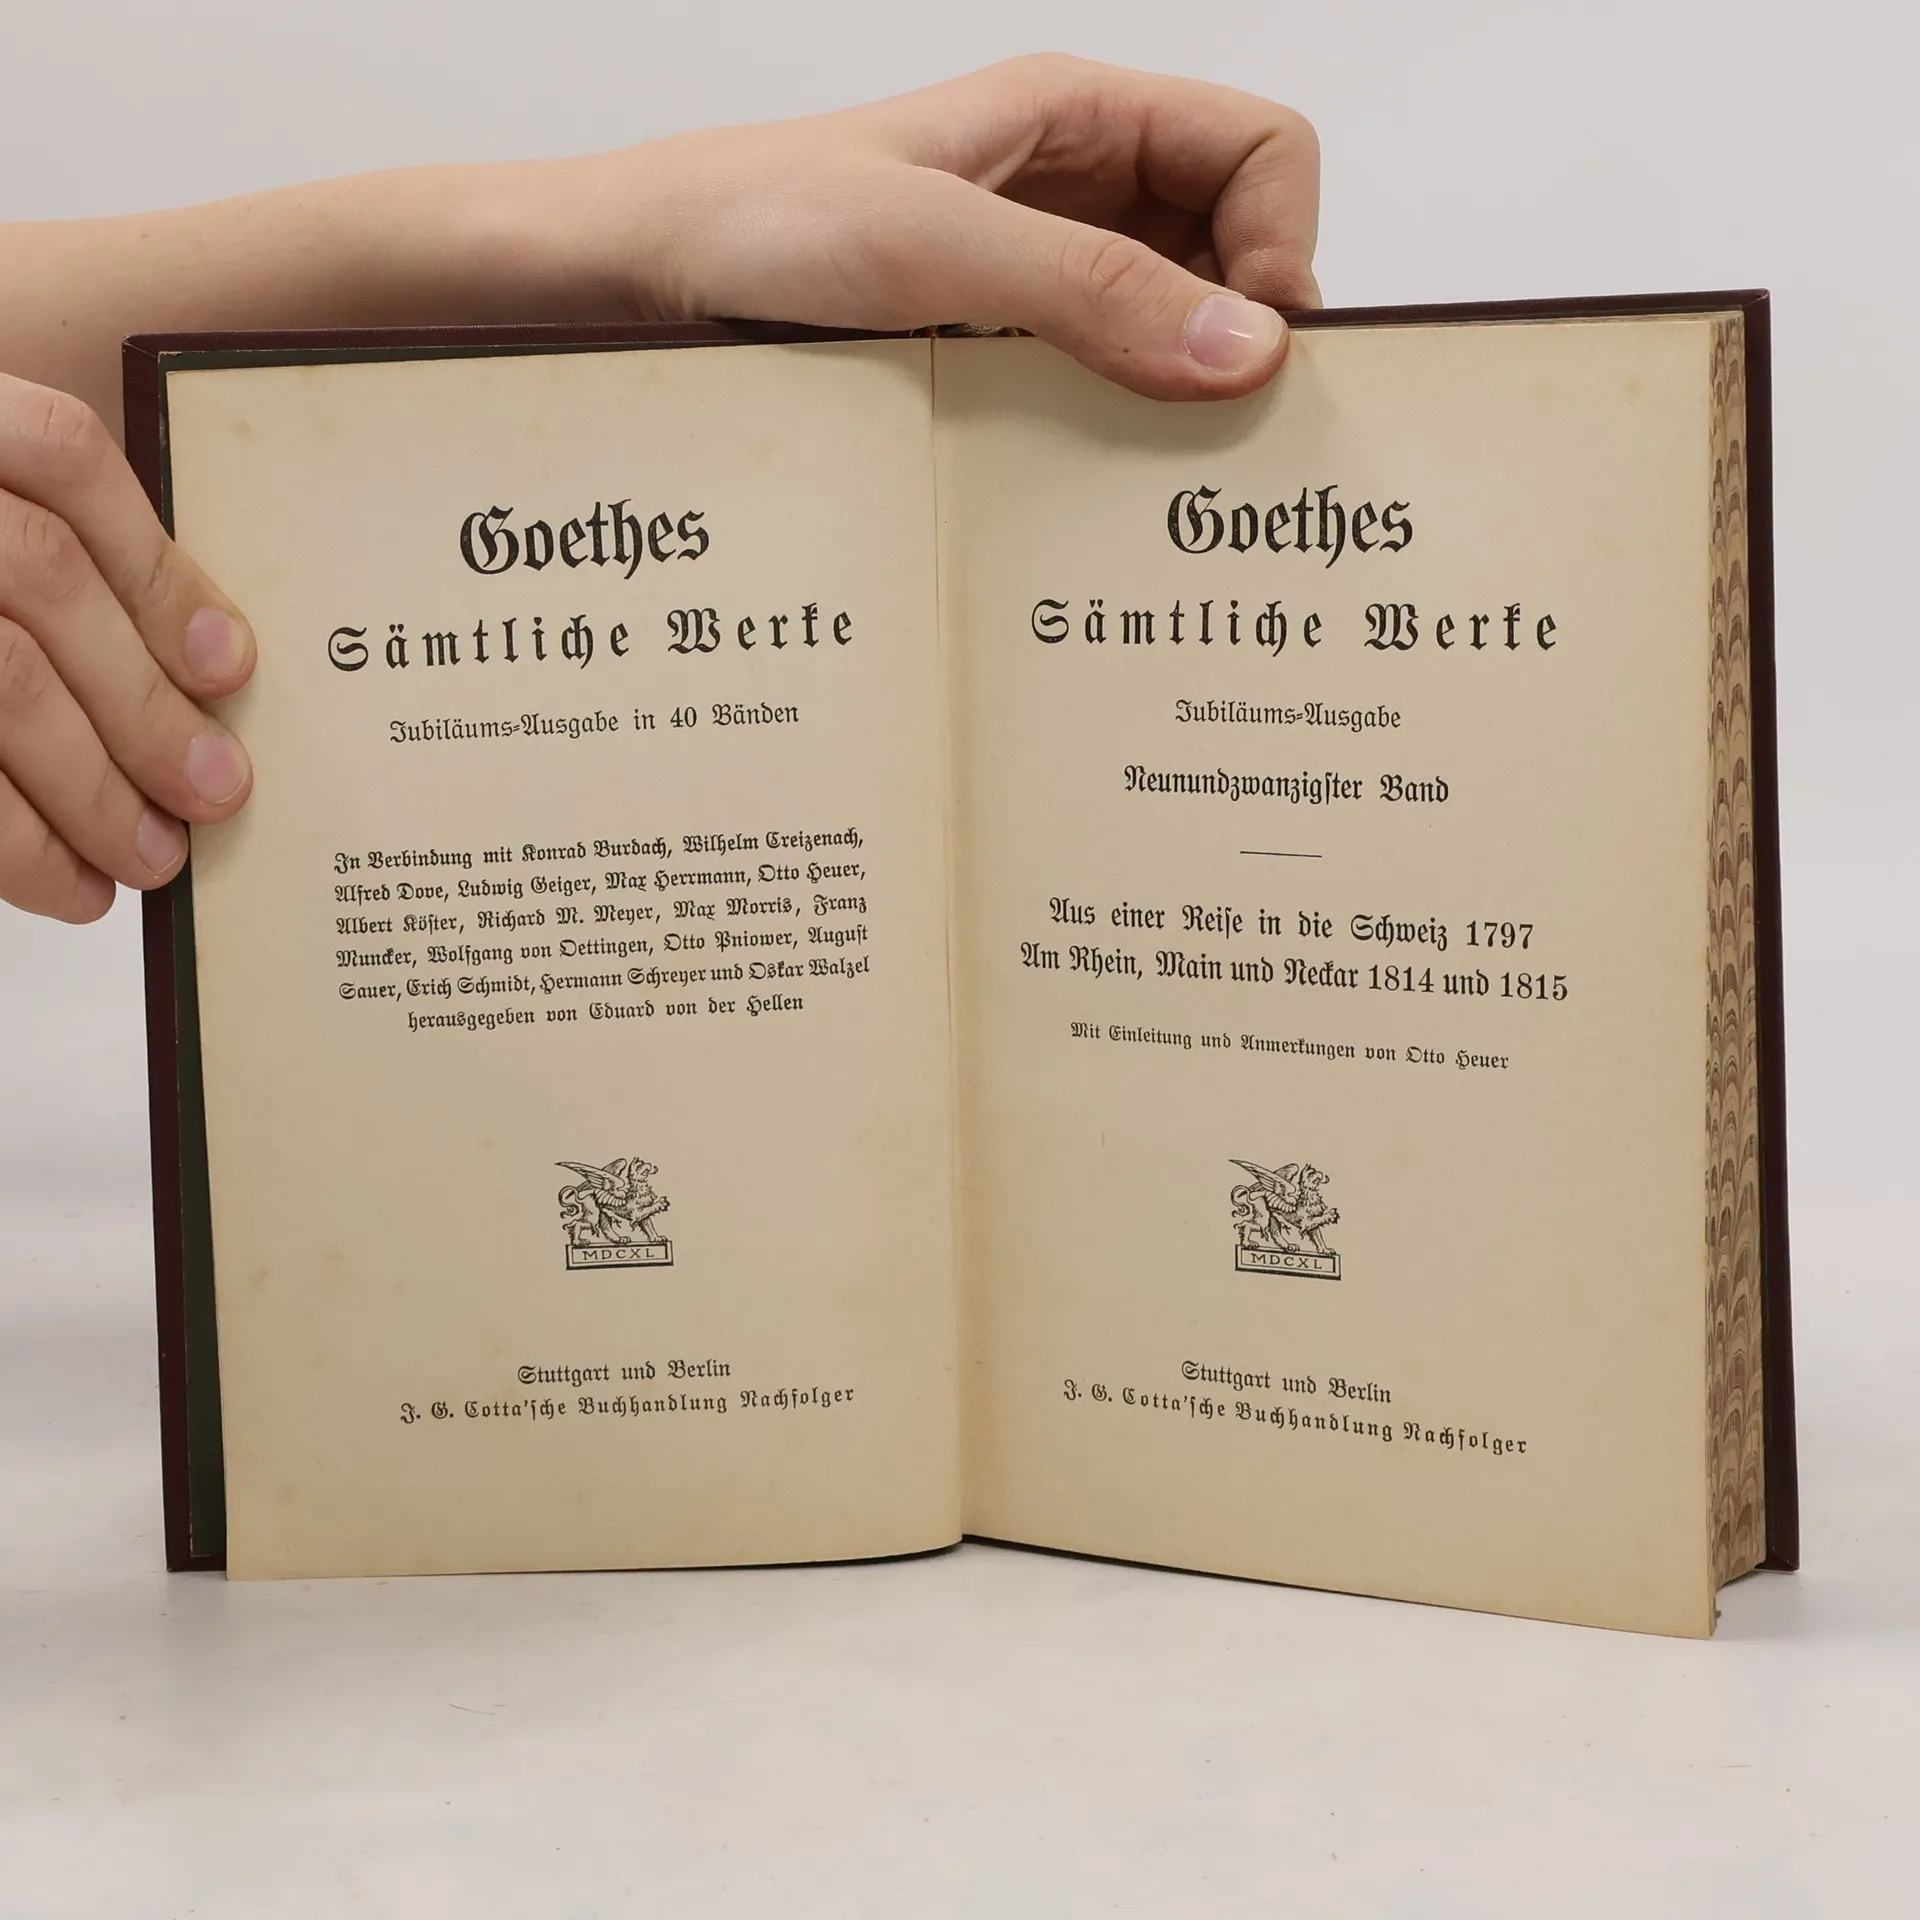 Goethes
Sämtliche Werke
Jubiläums=Ausgabe in 40 Bänden
In Verbindung mit Konrad Burdach, Wilhelm Creizenach,
Alfred Dove, Ludwig Geiger, Max Herrmann, Otto Heuer,
Albert Köster, Richard M. Meyer, Max Morris, Franz
Muncker, Wolfgang von Oettingen, Otto Pniower, August
Sauer, Erich Schmidt, Hermann Schreyer und Oskar Walzel
herausgegeben von Eduard von der Hellen
MDCXL
Stuttgart und Berlin
J. G. Cotta'sche Buchhandlung Nachfolger
Goethes
Sämtliche Werke
Jubiläums=Ausgabe
Neunundzwanzigster Band
Aus einer Reise in die Schweiz 1797
Am Rhein, Main und Neckar 1814 und 1815
Mit Einleitung und Anmerkungen von Otto Heuer
MDCXL
Stuttgart und Berlin
J. G. Cotta'sche Buchhandlung Nachfolger